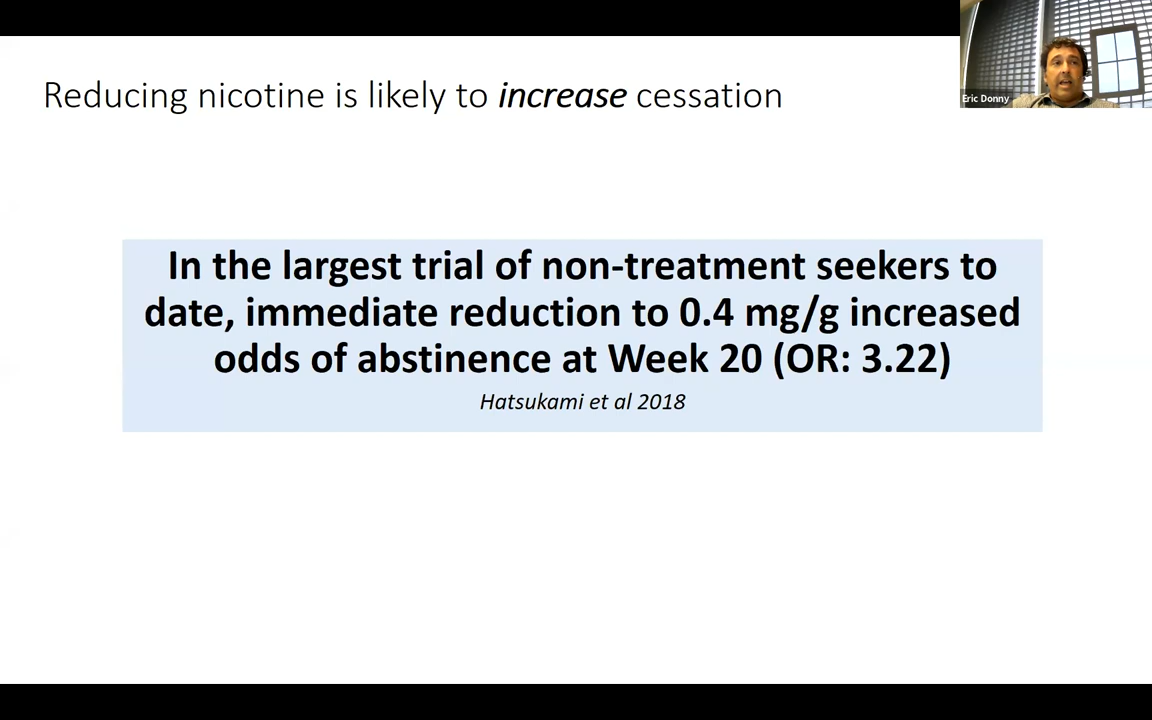 Reducing nicotine is likely to increase cessation
Eric Donny
In the largest trial of non-treatment seekers to
date, immediate reduction to 0.4 mg/g increased
odds of abstinence at Week 20 (OR: 3.22)
Hatsukami et al 2018